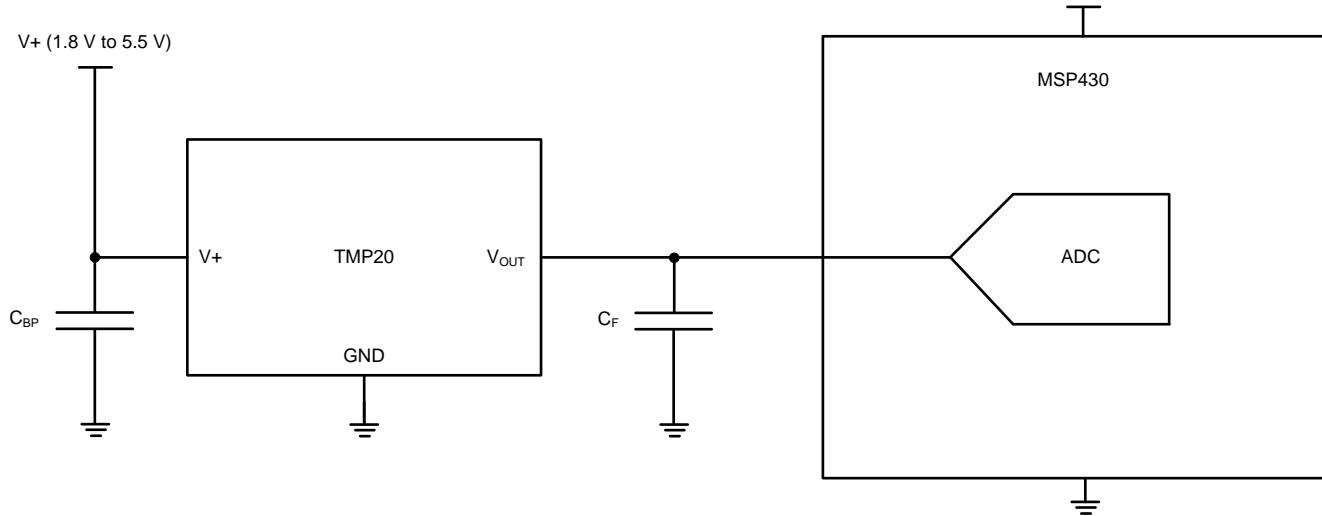 V+ (1.8 V to 5.5 V)
MSP430
V+
TMP20
VOUT
ADC
CBP
CF
GND